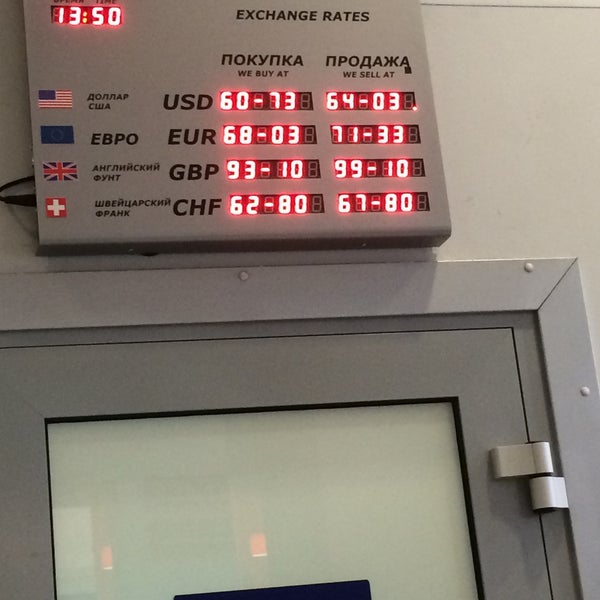 ВРЕМЯ TIME
13:50
EXCHANGE RATES
ПОКУПКА ПРОДАЖА
WE BUY AT WE SELL AT
ДОЛЛАР США USD 60-73 64-03
ЕВРО EUR 68-03 71-33
АНГЛИЙСКИЙ ФУНТ GBP 93-10 99-10
ШВЕЙЦАРСКИЙ ФРАНК CHF 62-80 67-80